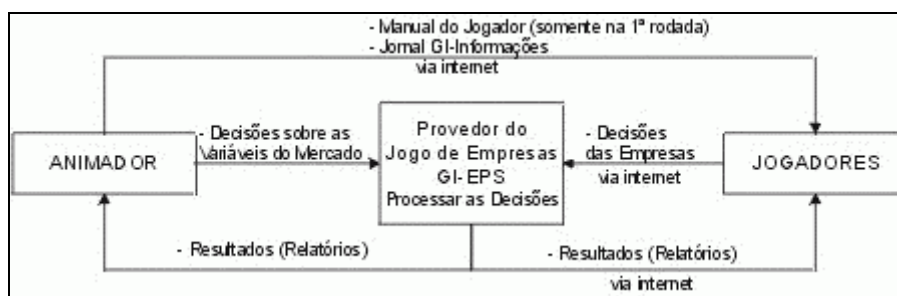 - Manual do Jogador (somente na 1ª rodada)
- Jornal GI-Informações
via internet
ANIMADOR
- Decisões sobre as
Variáveis do Mercado
Provedor do
Jogo de Empresas
GI-EPS
Processar as Decisões
- Decisões
das Empresas
via internet
JOGADORES
- Resultados (Relatórios)
- Resultados (Relatórios)
via internet